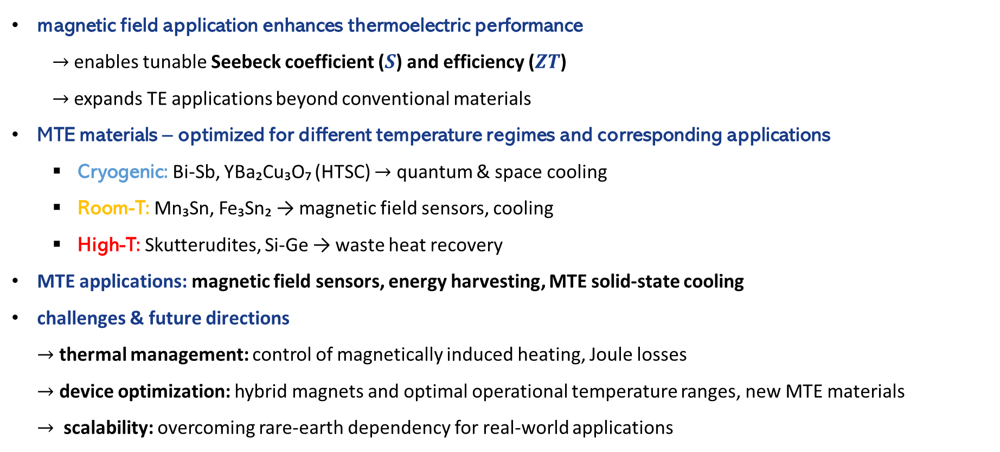 • magnetic field application enhances thermoelectric performance
→ enables tunable Seebeck coefficient (S) and efficiency (ZT)
→ expands TE applications beyond conventional materials
• MTE materials – optimized for different temperature regimes and corresponding applications
▪ Cryogenic: Bi-Sb, YBa₂Cu₃O₇ (HTSC) → quantum & space cooling
▪ Room-T: Mn₃Sn, Fe₃Sn₂ → magnetic field sensors, cooling
▪ High-T: Skutterudites, Si-Ge → waste heat recovery
• MTE applications: magnetic field sensors, energy harvesting, MTE solid-state cooling
• challenges & future directions
→ thermal management: control of magnetically induced heating, Joule losses
→ device optimization: hybrid magnets and optimal operational temperature ranges, new MTE materials
→ scalability: overcoming rare-earth dependency for real-world applications